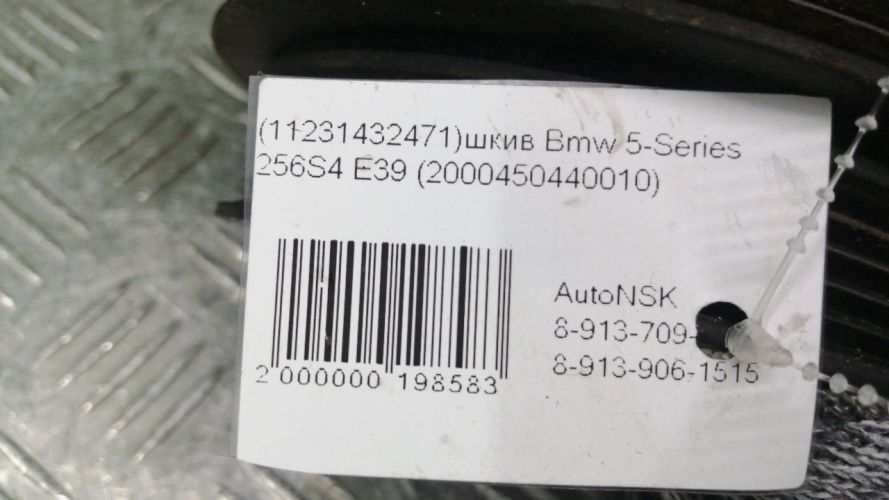 (11231432471)шкив Bmw 5-Series
256S4 E39 (2000450440010)
AutoNSK
8-913-709-
8-913-906-1515
2 000000 198583